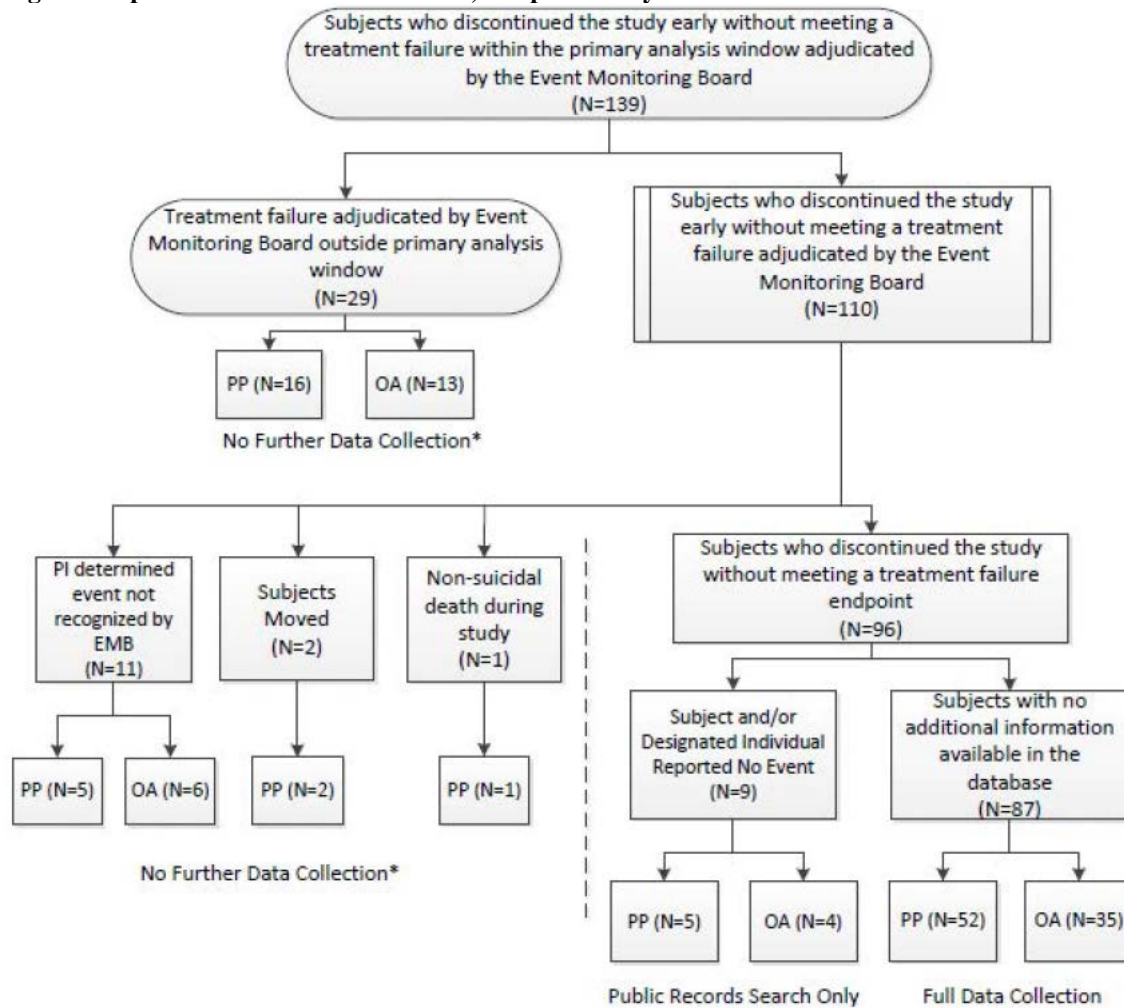 Subjects who discontinued the study early without meeting a
treatment failure within the primary analysis window adjudicated
by the Event Monitoring Board
(N=139)
Treatment failure adjudicated by Event
Monitoring Board outside primary analysis
window
(N=29)
Subjects who discontinued the study
early without meeting a treatment
failure adjudicated by the Event
Monitoring Board
(N=110)
PP (N=16)
OA (N=13)
No Further Data Collection*
PI determined
event not
recognized by
EMB
(N=11)
Subjects
Moved
(N=2)
Non-suicidal
death during
study
(N=1)
Subjects who discontinued the study
without meeting a treatment failure
endpoint
(N=96)
Subject and/or
Designated Individual
Reported No Event
(N=9)
Subjects with no
additional information
available in the
database
(N=87)
PP (N=5)
OA (N=6)
PP (N=2)
PP (N=1)
No Further Data Collection*
PP (N=5)
OA (N=4)
PP (N=52)
OA (N=35)
Public Records Search Only
Full Data Collection